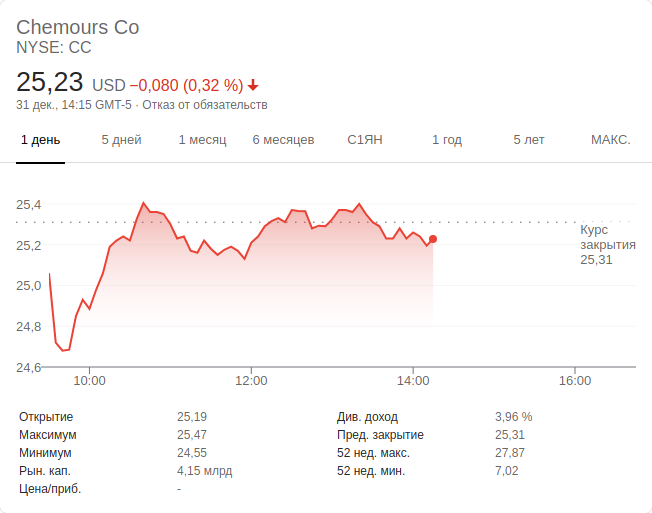 Chemours Co
NYSE: CC
25,23 USD −0,080 (0,32 %)
31 дек., 14:15 GMT-5 · Отказ от обязательств
1 день 5 дней 1 месяц 6 месяцев С1ЯН 1 год 5 лет МАКС.
25,4
25,2
25,0
24,8
24,6
Курс
закрытия
25,31
10:00 12:00 14:00 16:00
Открытие 25,19 Див. доход 3,96 %
Максимум 25,47 Пред. закрытие 25,31
Минимум 24,55 52 нед. макс. 27,87
Рын. кап. 4,15 млрд 52 нед. мин. 7,02
Цена/приб. -